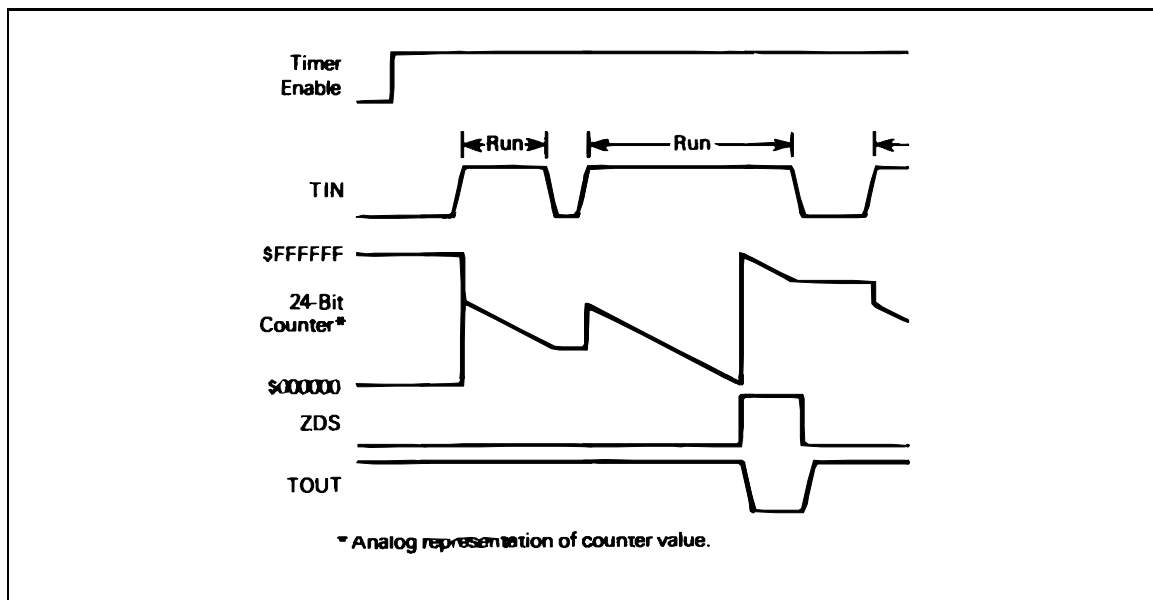 Timer
Enable
Run
Run
TIN
$FFFFFF
24-Bit
Counter*
$000000
ZDS
TOUT
* Analog representation of counter value.